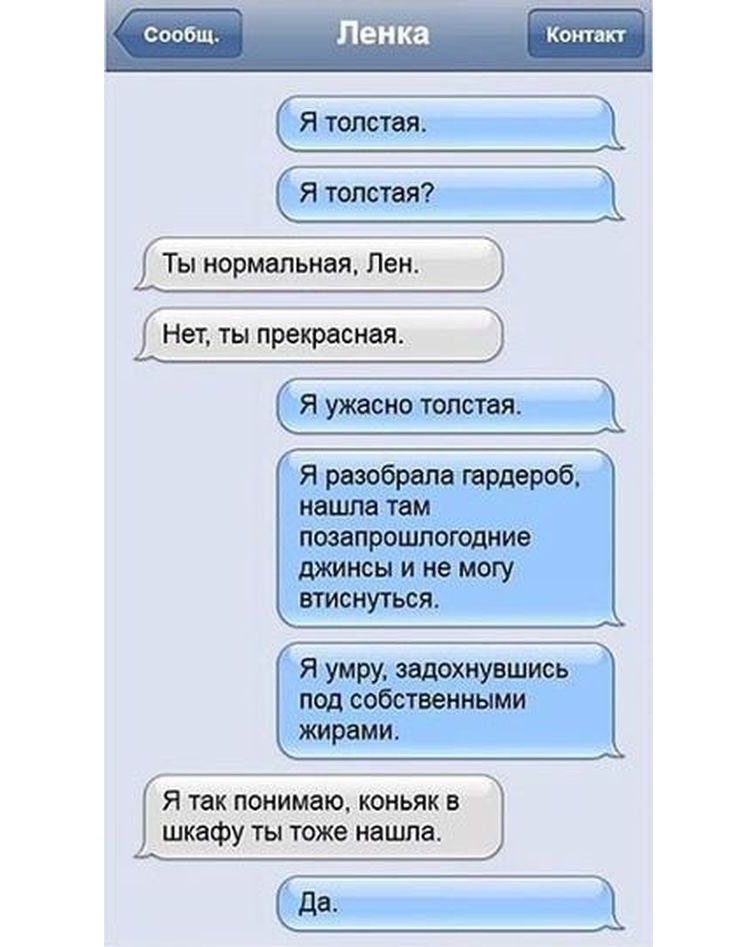 Сообщ. Ленка Контакт
Я толстая.
Я толстая?
Ты нормальная, Лен.
Нет, ты прекрасная.
Я ужасно толстая.
Я разобрала гардероб,
нашла там
позапрошлогодние
джинсы и не могу
втиснуться.
Я умру, задохнувшись
под собственными
жирами.
Я так понимаю, коньяк в
шкафу ты тоже нашла.
Да.